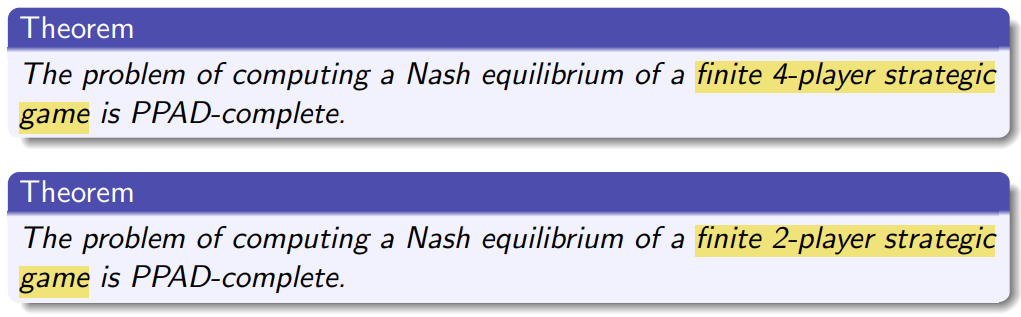 Theorem
The problem of computing a Nash equilibrium of a finite 4-player strategic
game is PPAD-complete.
Theorem
The problem of computing a Nash equilibrium of a finite 2-player strategic
game is PPAD-complete.